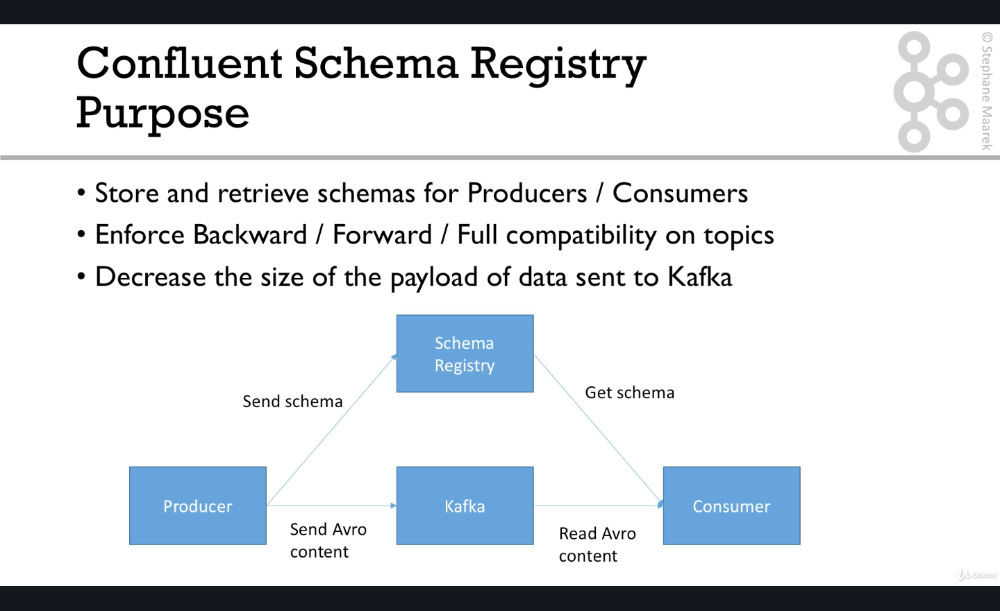 Confluent Schema Registry
Purpose
© Stephane Maarek
• Store and retrieve schemas for Producers / Consumers
• Enforce Backward / Forward / Full compatibility on topics
• Decrease the size of the payload of data sent to Kafka
Schema
Registry
Send schema
Get schema
Producer
Kafka
Consumer
Send Avro
content
Read Avro
content
Udemy